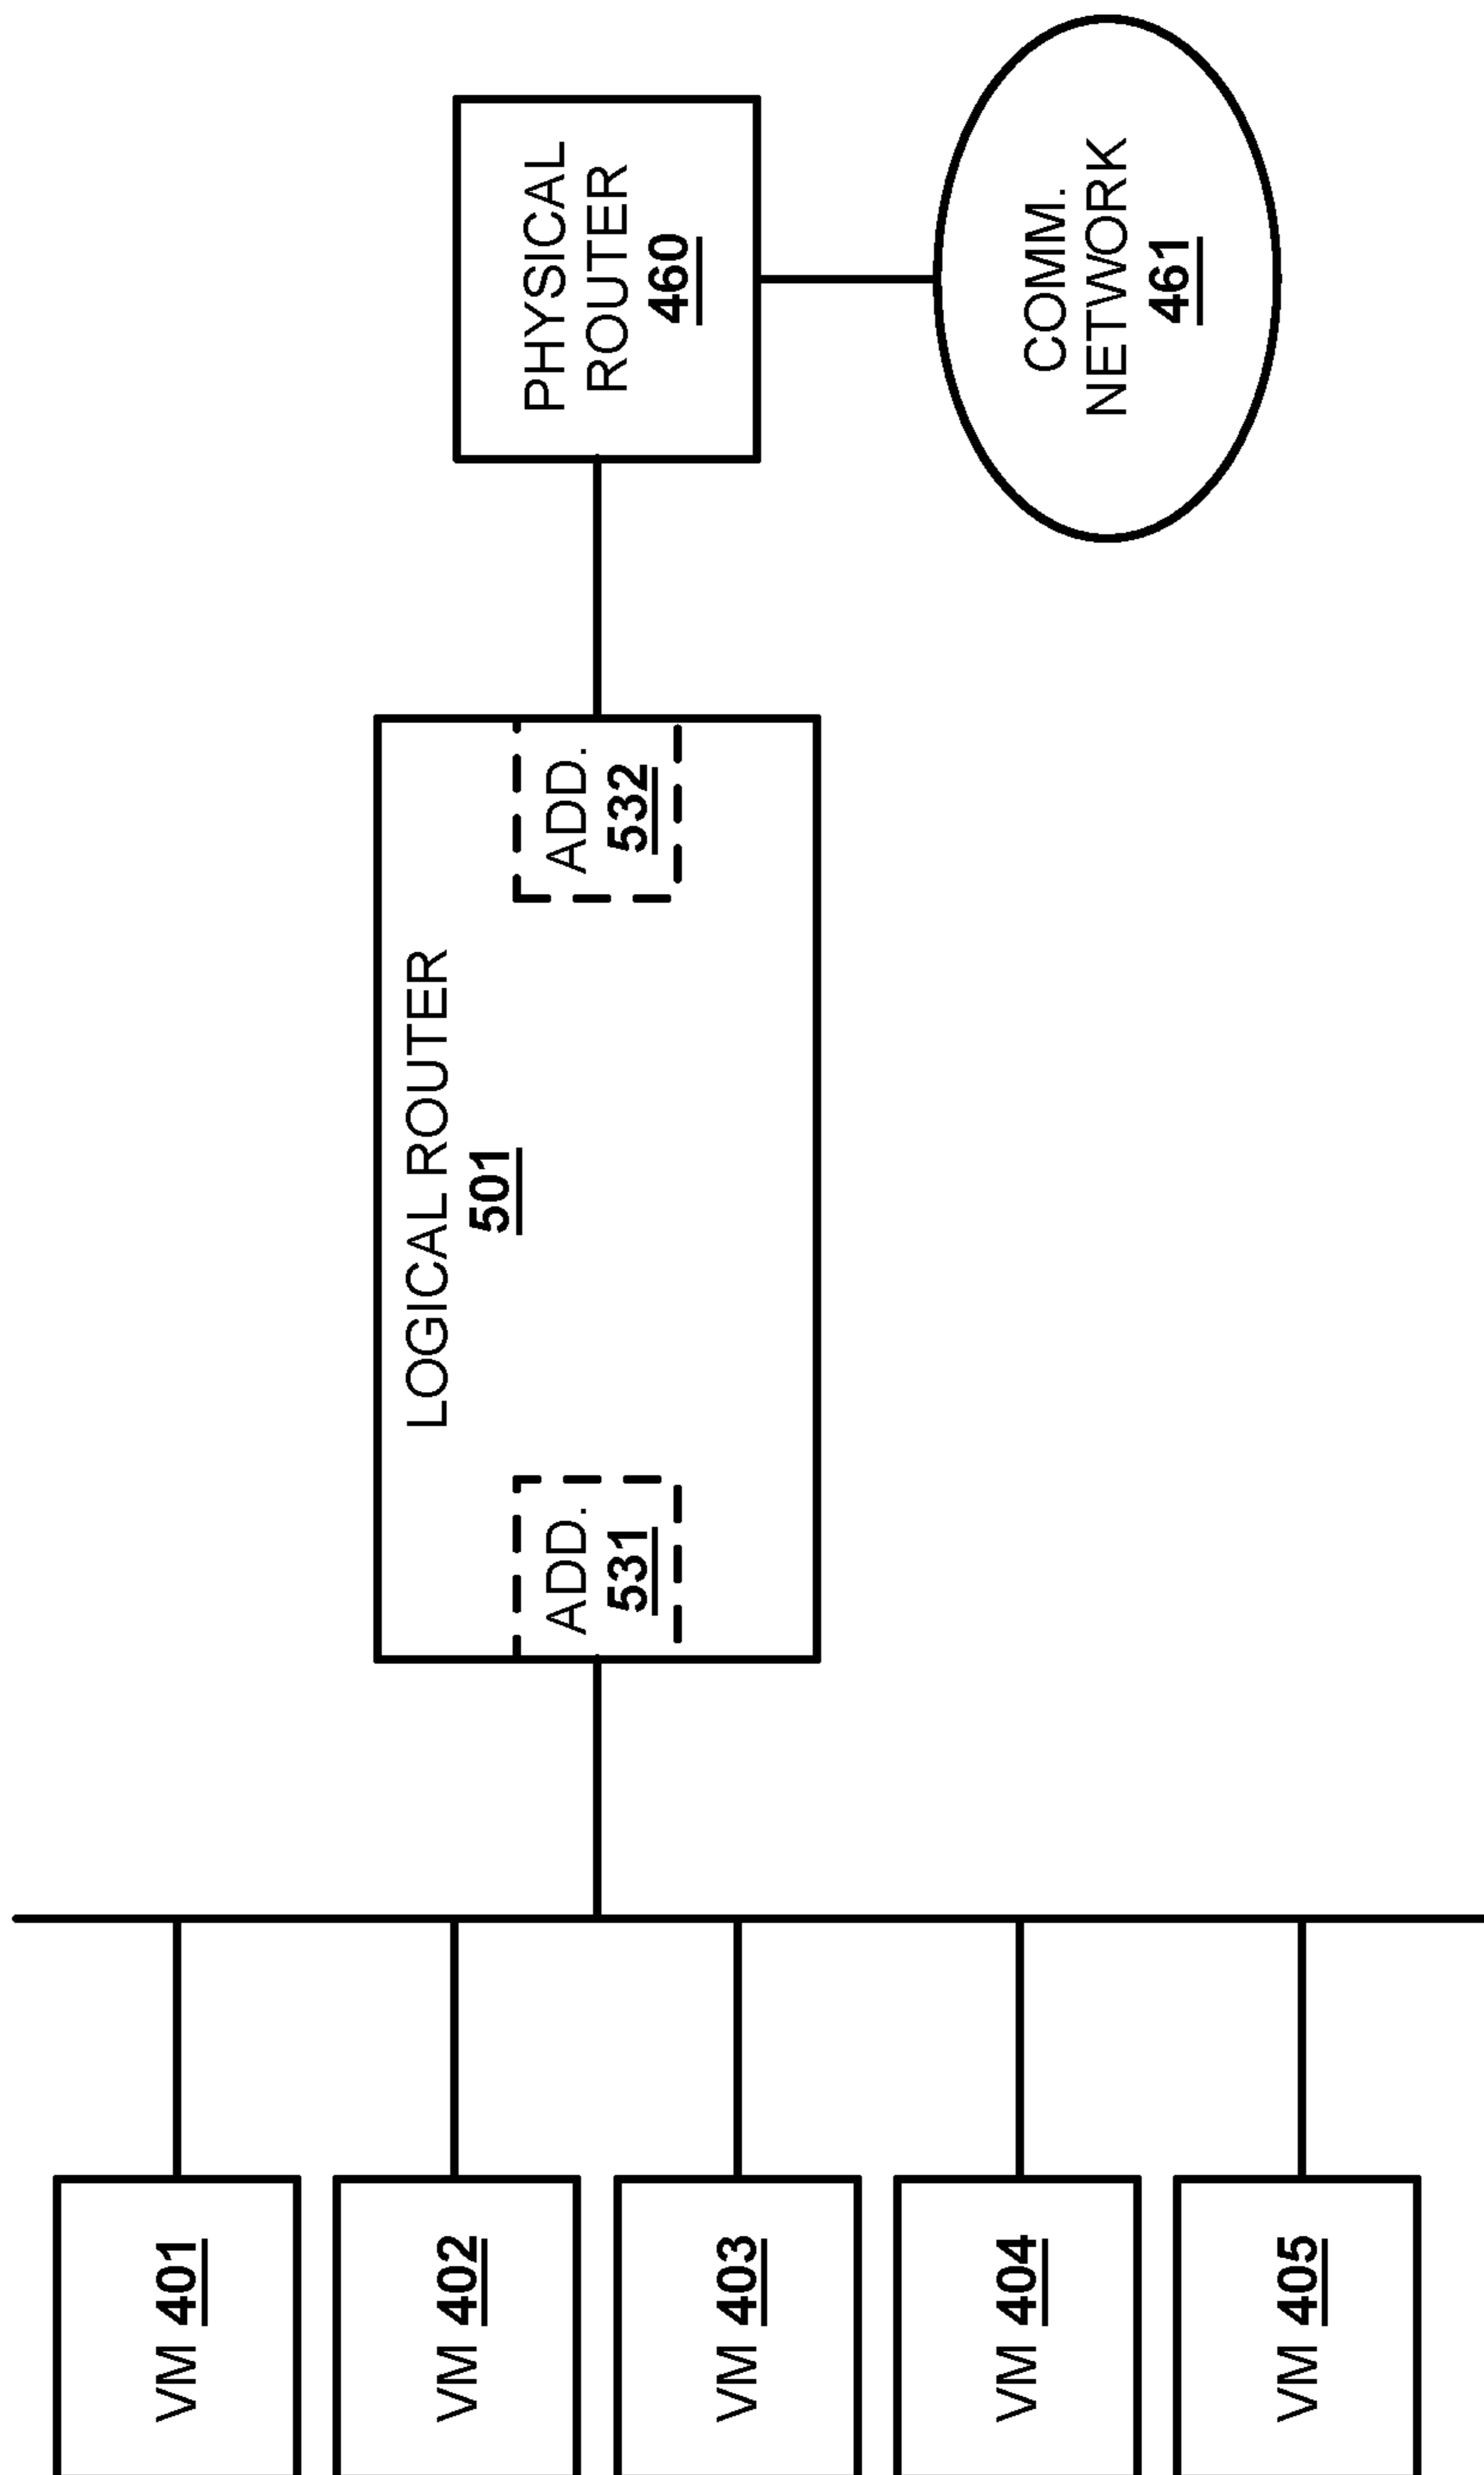 VM 401
VM 402
VM 403
VM 404
VM 405
LOGICAL ROUTER
501
ADD.
531
ADD.
532
PHYSICAL
ROUTER
460
COMM.
NETWORK
461